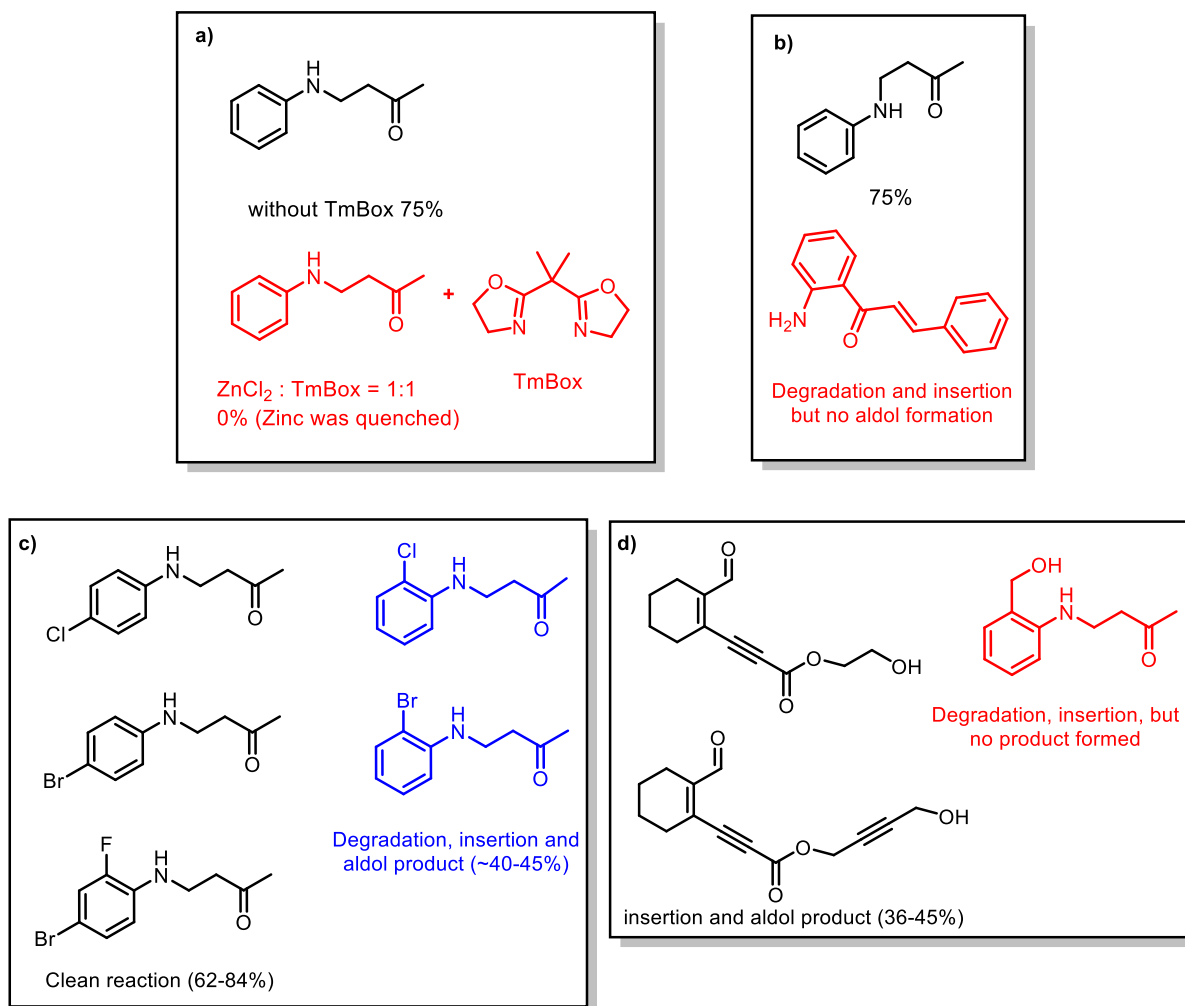 a)
H
N
O
without TmBox 75%
H
N
O
+
O
N
O
N
TmBox
ZnCl2 : TmBox = 1:1
0% (Zinc was quenched)
b)
O
NH
75%
H2N
O
Degradation and insertion
but no aldol formation
c)
H
N
O
Cl
Cl
H
N
O
H
N
O
Br
Br
H
N
O
Degradation, insertion and
aldol product (~40-45%)
F
H
N
O
Br
Clean reaction (62-84%)
d)
O
O
OH
O
OH
H
N
O
Degradation, insertion, but
no product formed
O
OH
O
O
insertion and aldol product (36-45%)